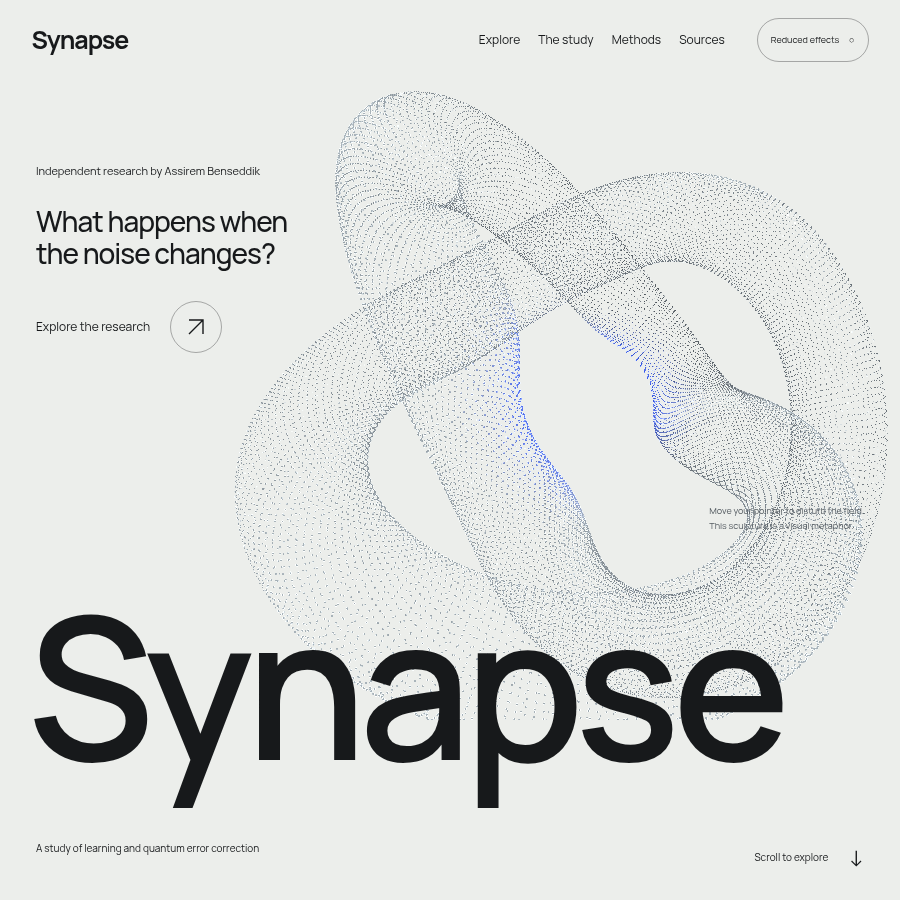 Synapse
Explore
The study
Methods
Sources
Reduced effects
Independent research by Assirem Benseddik
What happens when
the noise changes?
Explore the research
Move your pointer to disturb the field.
This sculpture is a visual metaphor.
Synapse
A study of learning and quantum error correction
Scroll to explore